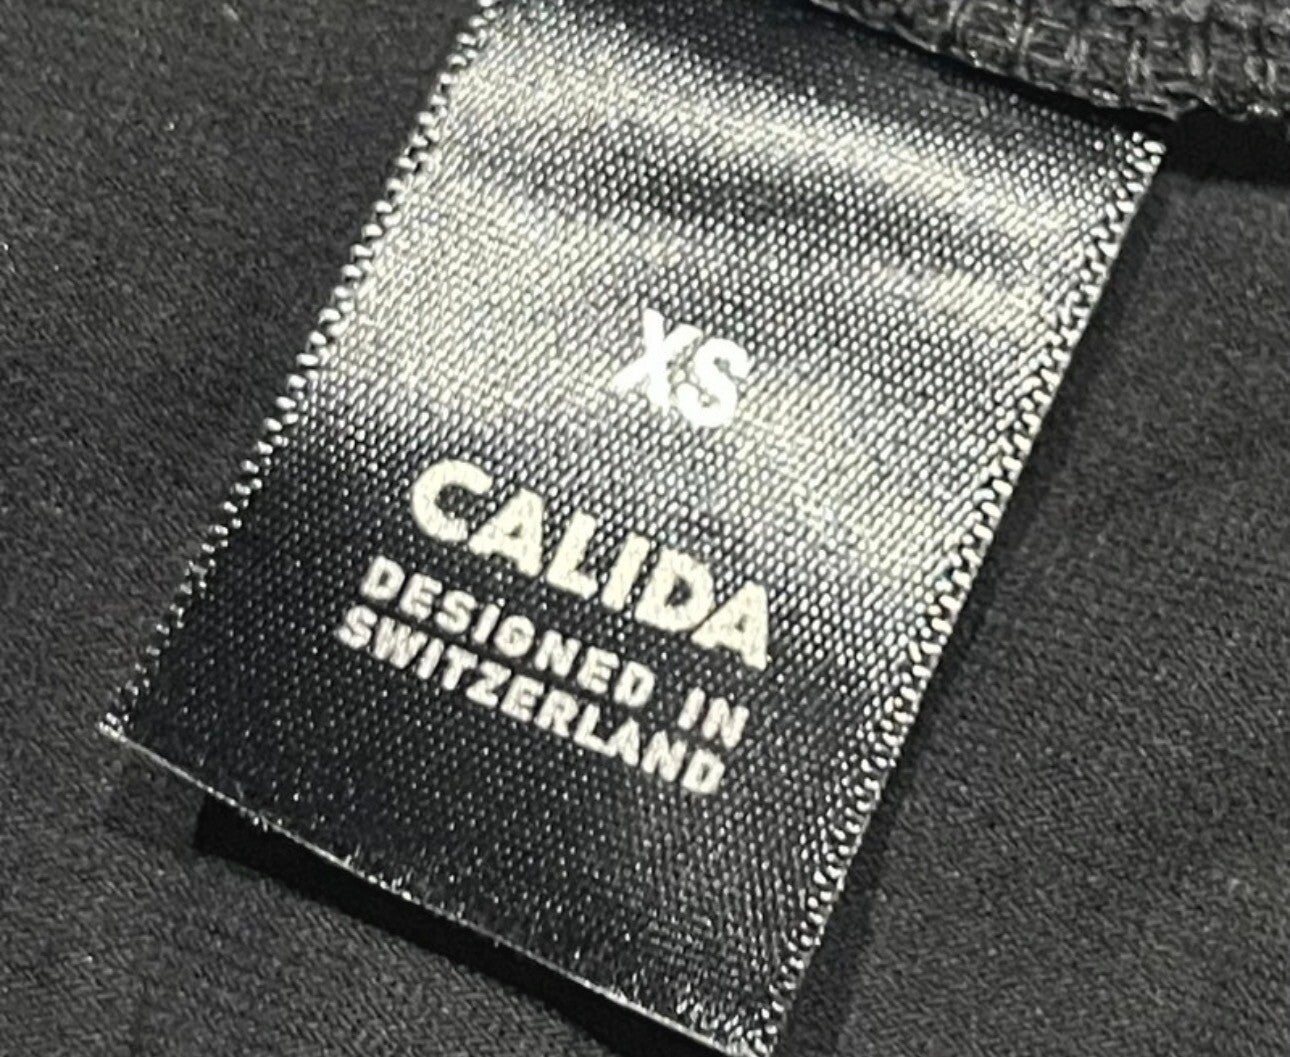 XS
CALIDA
DESIGNED IN
SWITZERLAND